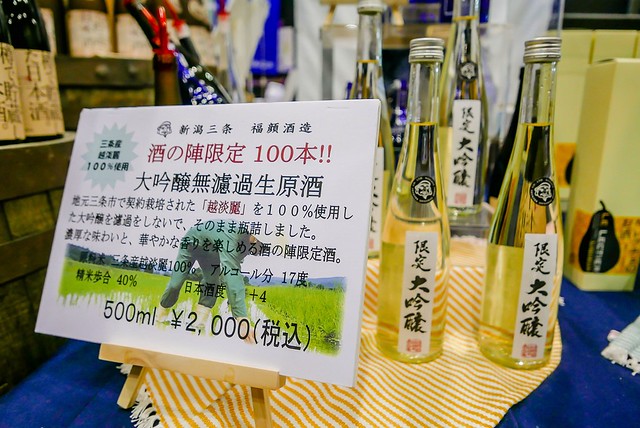 三条産
越淡麗
100%使用
新潟三条 福顔酒造
酒の陣限定 100本!!
大吟醸無濾過生原酒
地元三条市で契約栽培された「越淡麗」を100%使用し
た大吟醸を濾過をしないで、そのまま瓶詰しました。
濃厚な味わいと、華やかな香りを楽しめる酒の陣限定酒。
原料米 三条産越淡麗100% アルコール分 17度
精米歩合 40% 日本酒度 +4
500ml ¥2,000(税込)
限定大吟醸
限定大吟醸
限定大吟醸